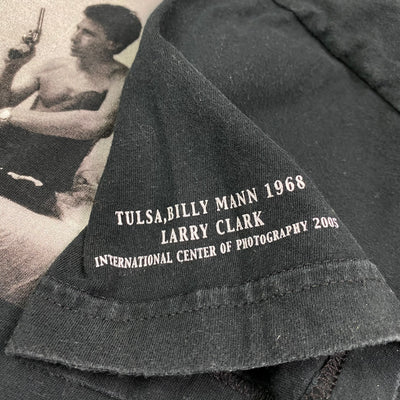 TULSA,BILLY MANN 1968
LARRY CLARK
INTERNATIONAL CENTER OF PHOTOGRAPHY 2005